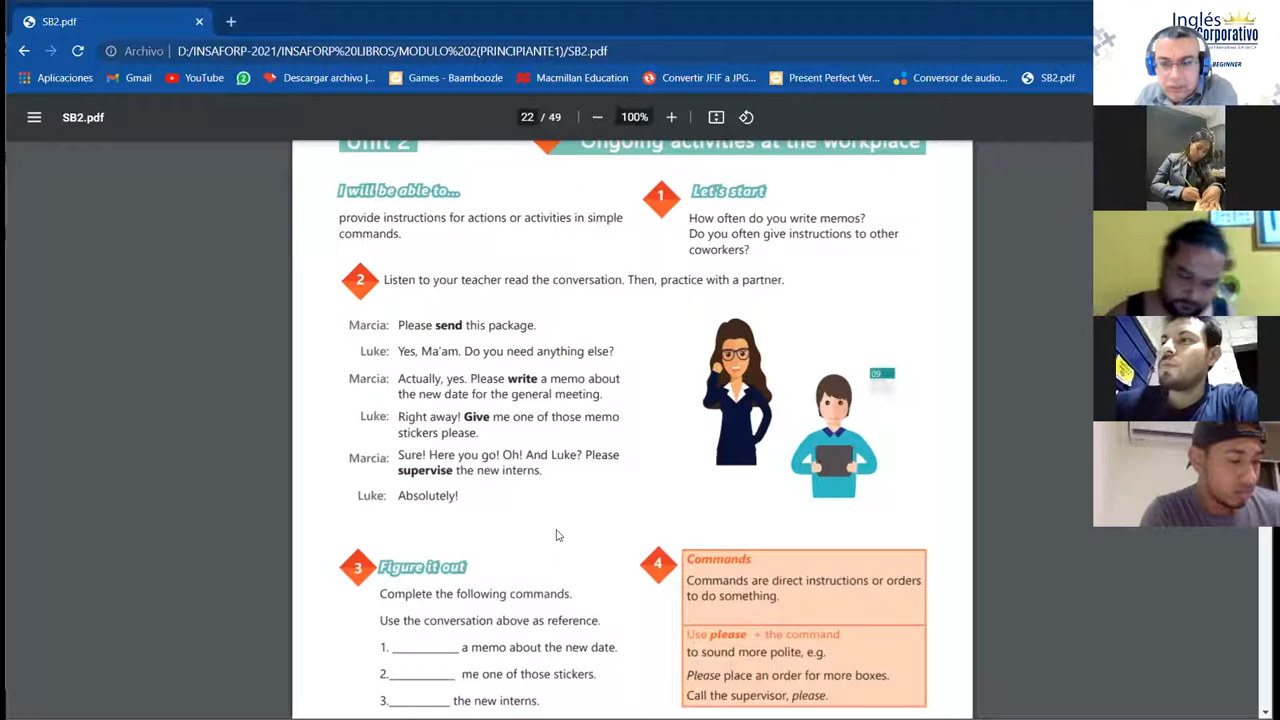 SB2.pdf
Archivo D:/INSAFORP-2021/INSAFORP%20LIBROS/MODULO%202(PRINCIPIANTE1)/SB2.pdf
Aplicaciones Gmail YouTube Descargar archivo J... Games - Baamboozle Macmillan Education Convertir JFIF a JPG... Present Perfect Ver... Conversor de audio... SB2.pdf
SB2.pdf 22 / 49 100%
Inglés
Corporativo
BEGINNER
Unit 2 Ongoing activities at the workplace
I will be able to...
provide instructions for actions or activities in simple
commands.
1 Let's start
How often do you write memos?
Do you often give instructions to other
coworkers?
2 Listen to your teacher read the conversation. Then, practice with a partner.
Marcia: Please send this package.
Luke: Yes, Ma'am. Do you need anything else?
Marcia: Actually, yes. Please write a memo about
the new date for the general meeting.
Luke: Right away! Give me one of those memo
stickers please.
Marcia: Sure! Here you go! Oh! And Luke? Please
supervise the new interns.
Luke: Absolutely!
09
3 Figure it out
Complete the following commands.
Use the conversation above as reference.
1. __________ a memo about the new date.
2.__________ me one of those stickers.
3.__________ the new interns.
4 Commands
Commands are direct instructions or orders
to do something.
Use please + the command
to sound more polite, e.g.
Please place an order for more boxes.
Call the supervisor, please.